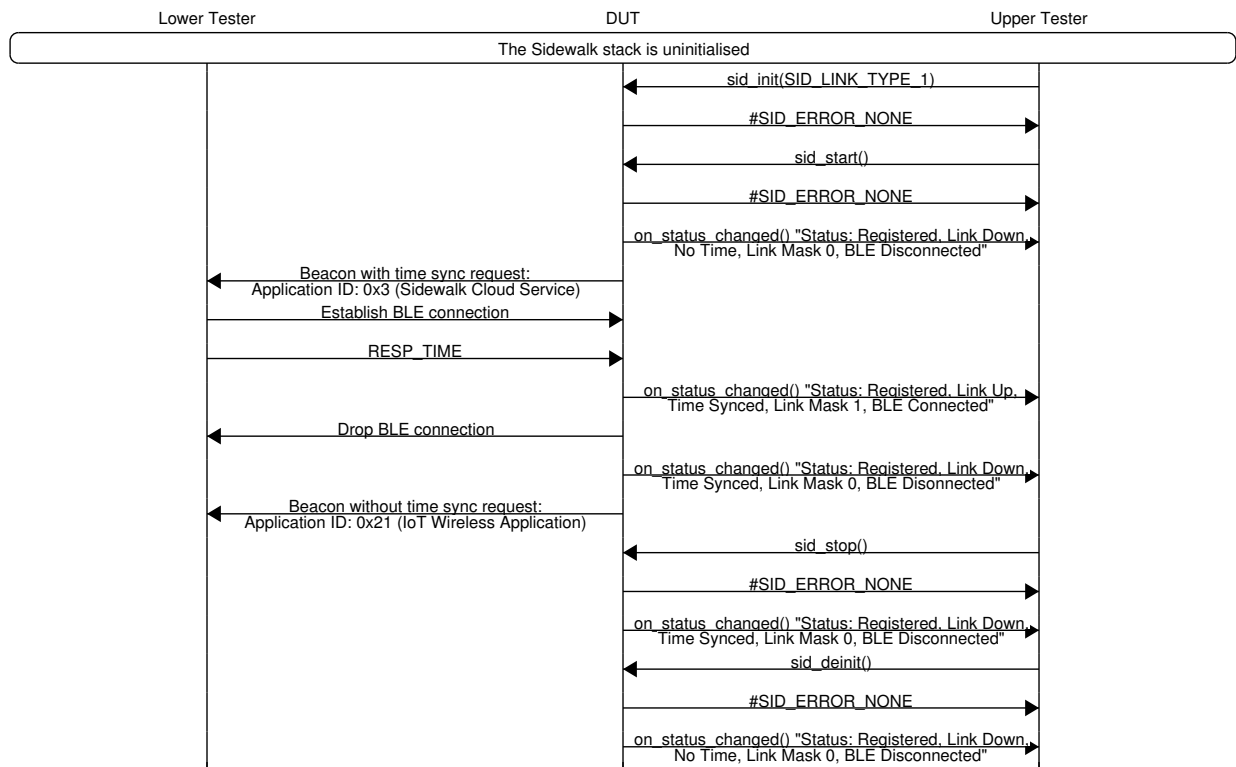 Lower Tester
DUT
Upper Tester
The Sidewalk stack is uninitialised
sid_init(SID_LINK_TYPE_1)
#SID_ERROR_NONE
sid_start()
#SID_ERROR_NONE
on_status_changed() "Status: Registered, Link Down,
No Time, Link Mask 0, BLE Disconnected"
Beacon with time sync request:
Application ID: 0x3 (Sidewalk Cloud Service)
Establish BLE connection
RESP_TIME
on_status_changed() "Status: Registered, Link Up,
Time Synced, Link Mask 1, BLE Connected"
Drop BLE connection
on_status_changed() "Status: Registered, Link Down,
Time Synced, Link Mask 0, BLE Disonnected"
Beacon without time sync request:
Application ID: 0x21 (IoT Wireless Application)
sid_stop()
#SID_ERROR_NONE
on_status_changed() "Status: Registered, Link Down,
Time Synced, Link Mask 0, BLE Disconnected"
sid_deinit()
#SID_ERROR_NONE
on_status_changed() "Status: Registered, Link Down,
No Time, Link Mask 0, BLE Disconnected"